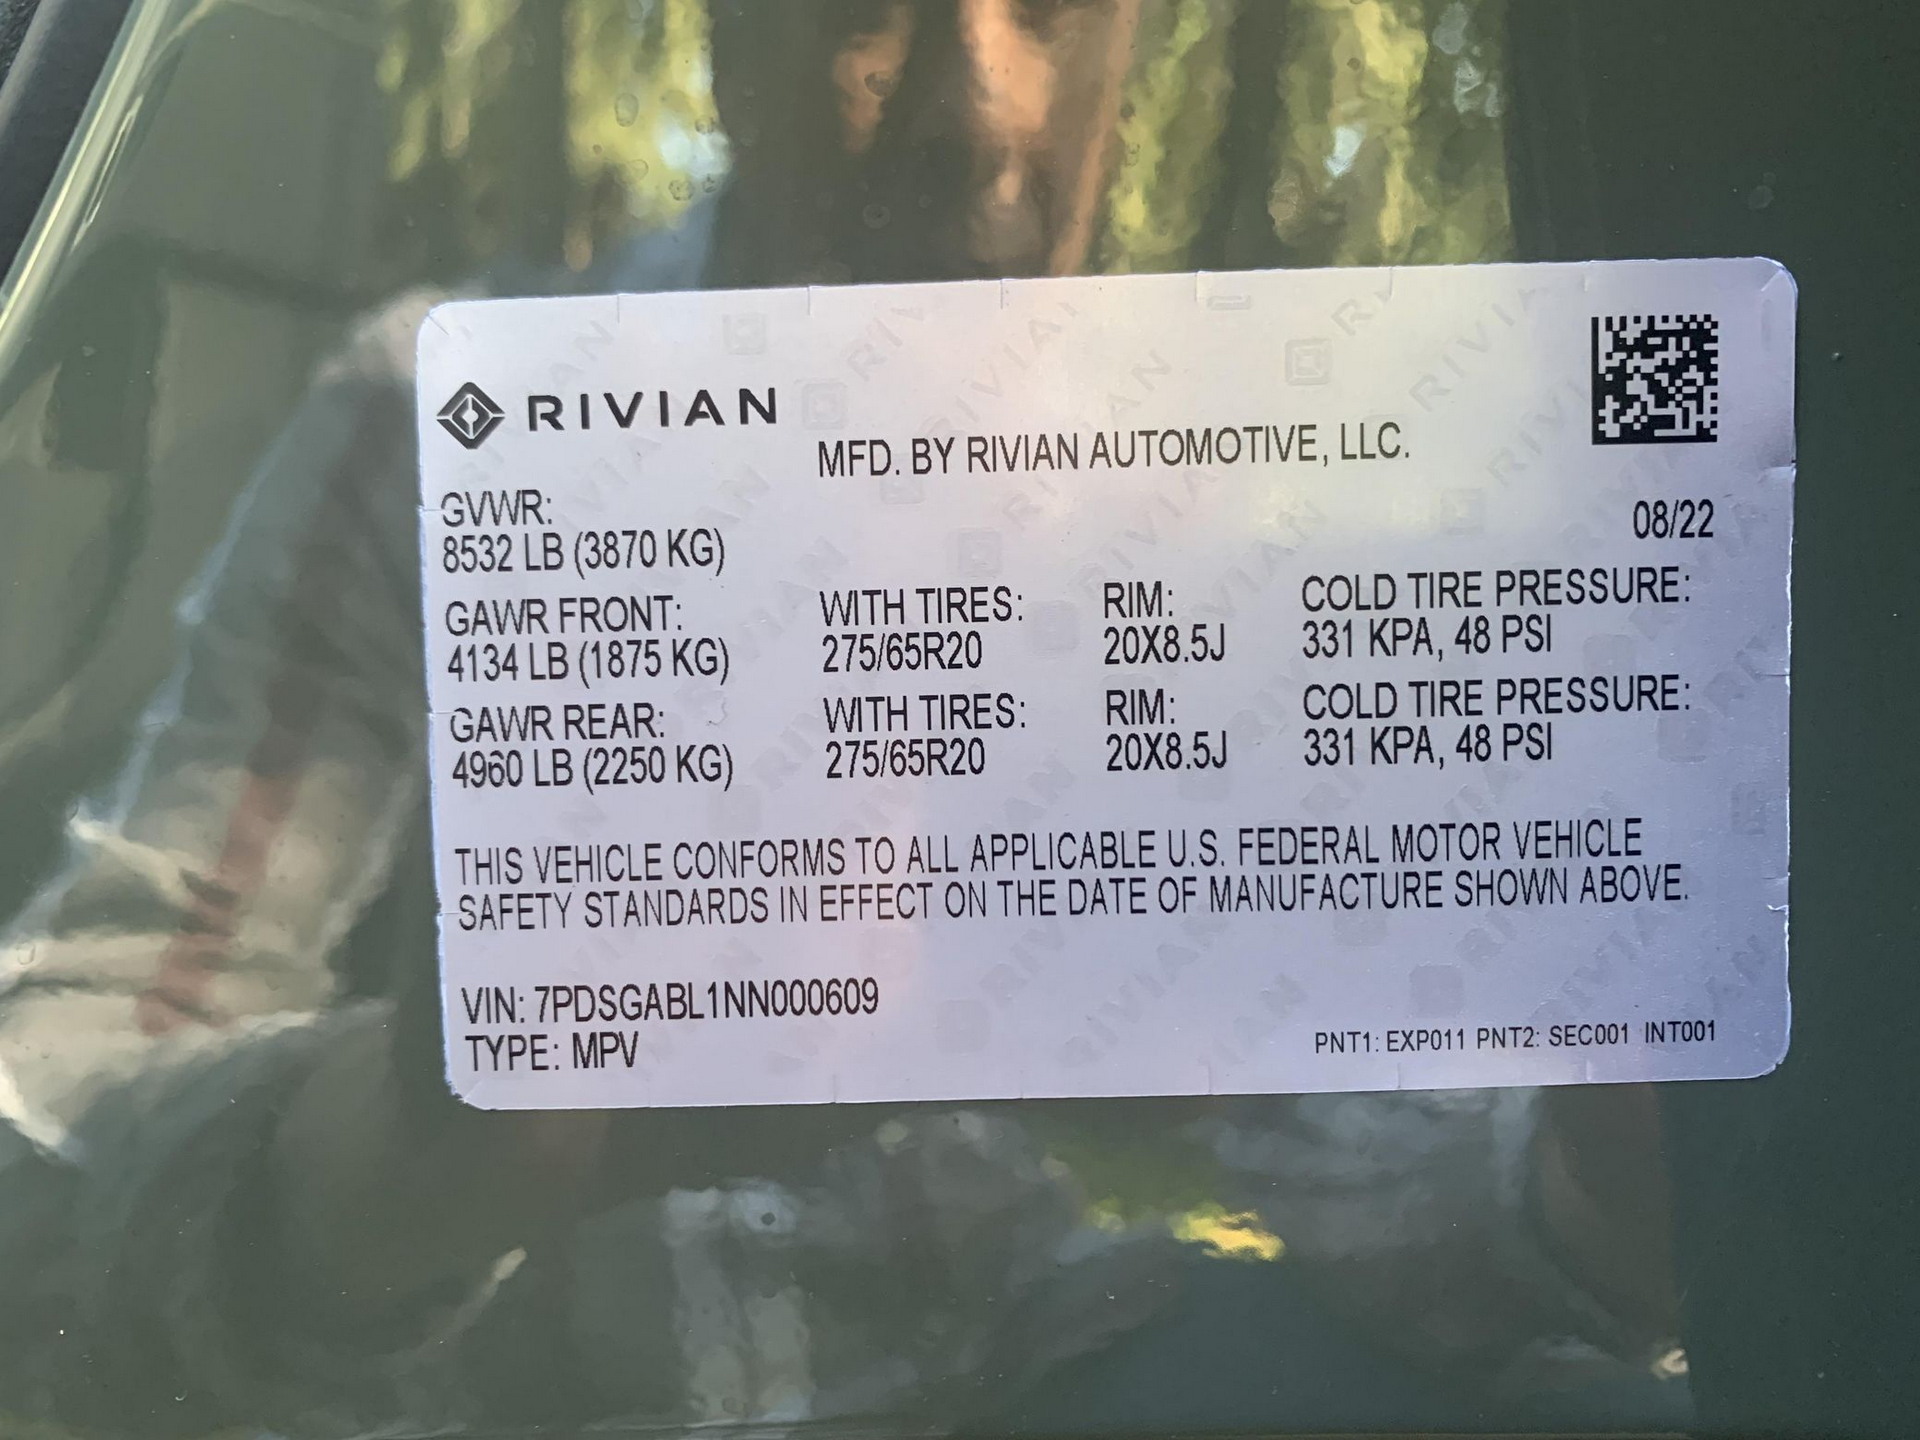 RIVIAN
MFD. BY RIVIAN AUTOMOTIVE, LLC.
08/22
GVWR:
8532 LB (3870 KG)
GAWR FRONT: WITH TIRES: RIM: COLD TIRE PRESSURE:
4134 LB (1875 KG) 275/65R20 20X8.5J 331 KPA, 48 PSI
GAWR REAR: WITH TIRES: RIM: COLD TIRE PRESSURE:
4960 LB (2250 KG) 275/65R20 20X8.5J 331 KPA, 48 PSI
THIS VEHICLE CONFORMS TO ALL APPLICABLE U.S. FEDERAL MOTOR VEHICLE
SAFETY STANDARDS IN EFFECT ON THE DATE OF MANUFACTURE SHOWN ABOVE.
VIN: 7PDSGABL1NN000609
TYPE: MPV
PNT1: EXP011 PNT2: SEC001 INT001